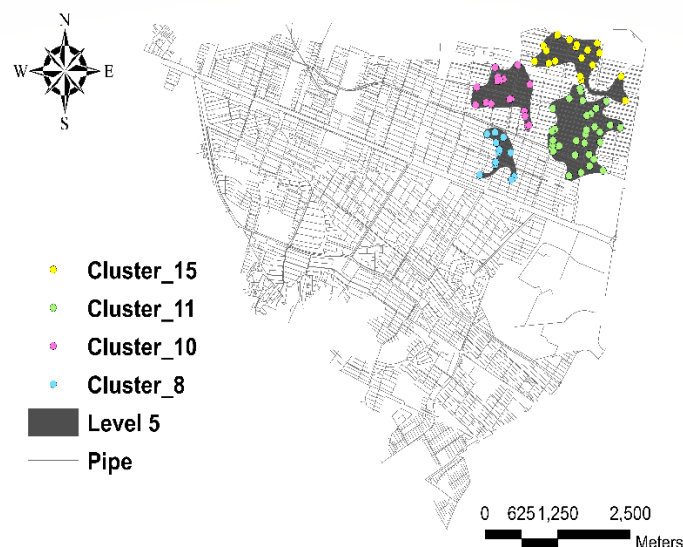 N
W E
S
Cluster_15
Cluster_11
Cluster_10
Cluster_8
Level 5
Pipe
0 625 1,250 2,500
Meters